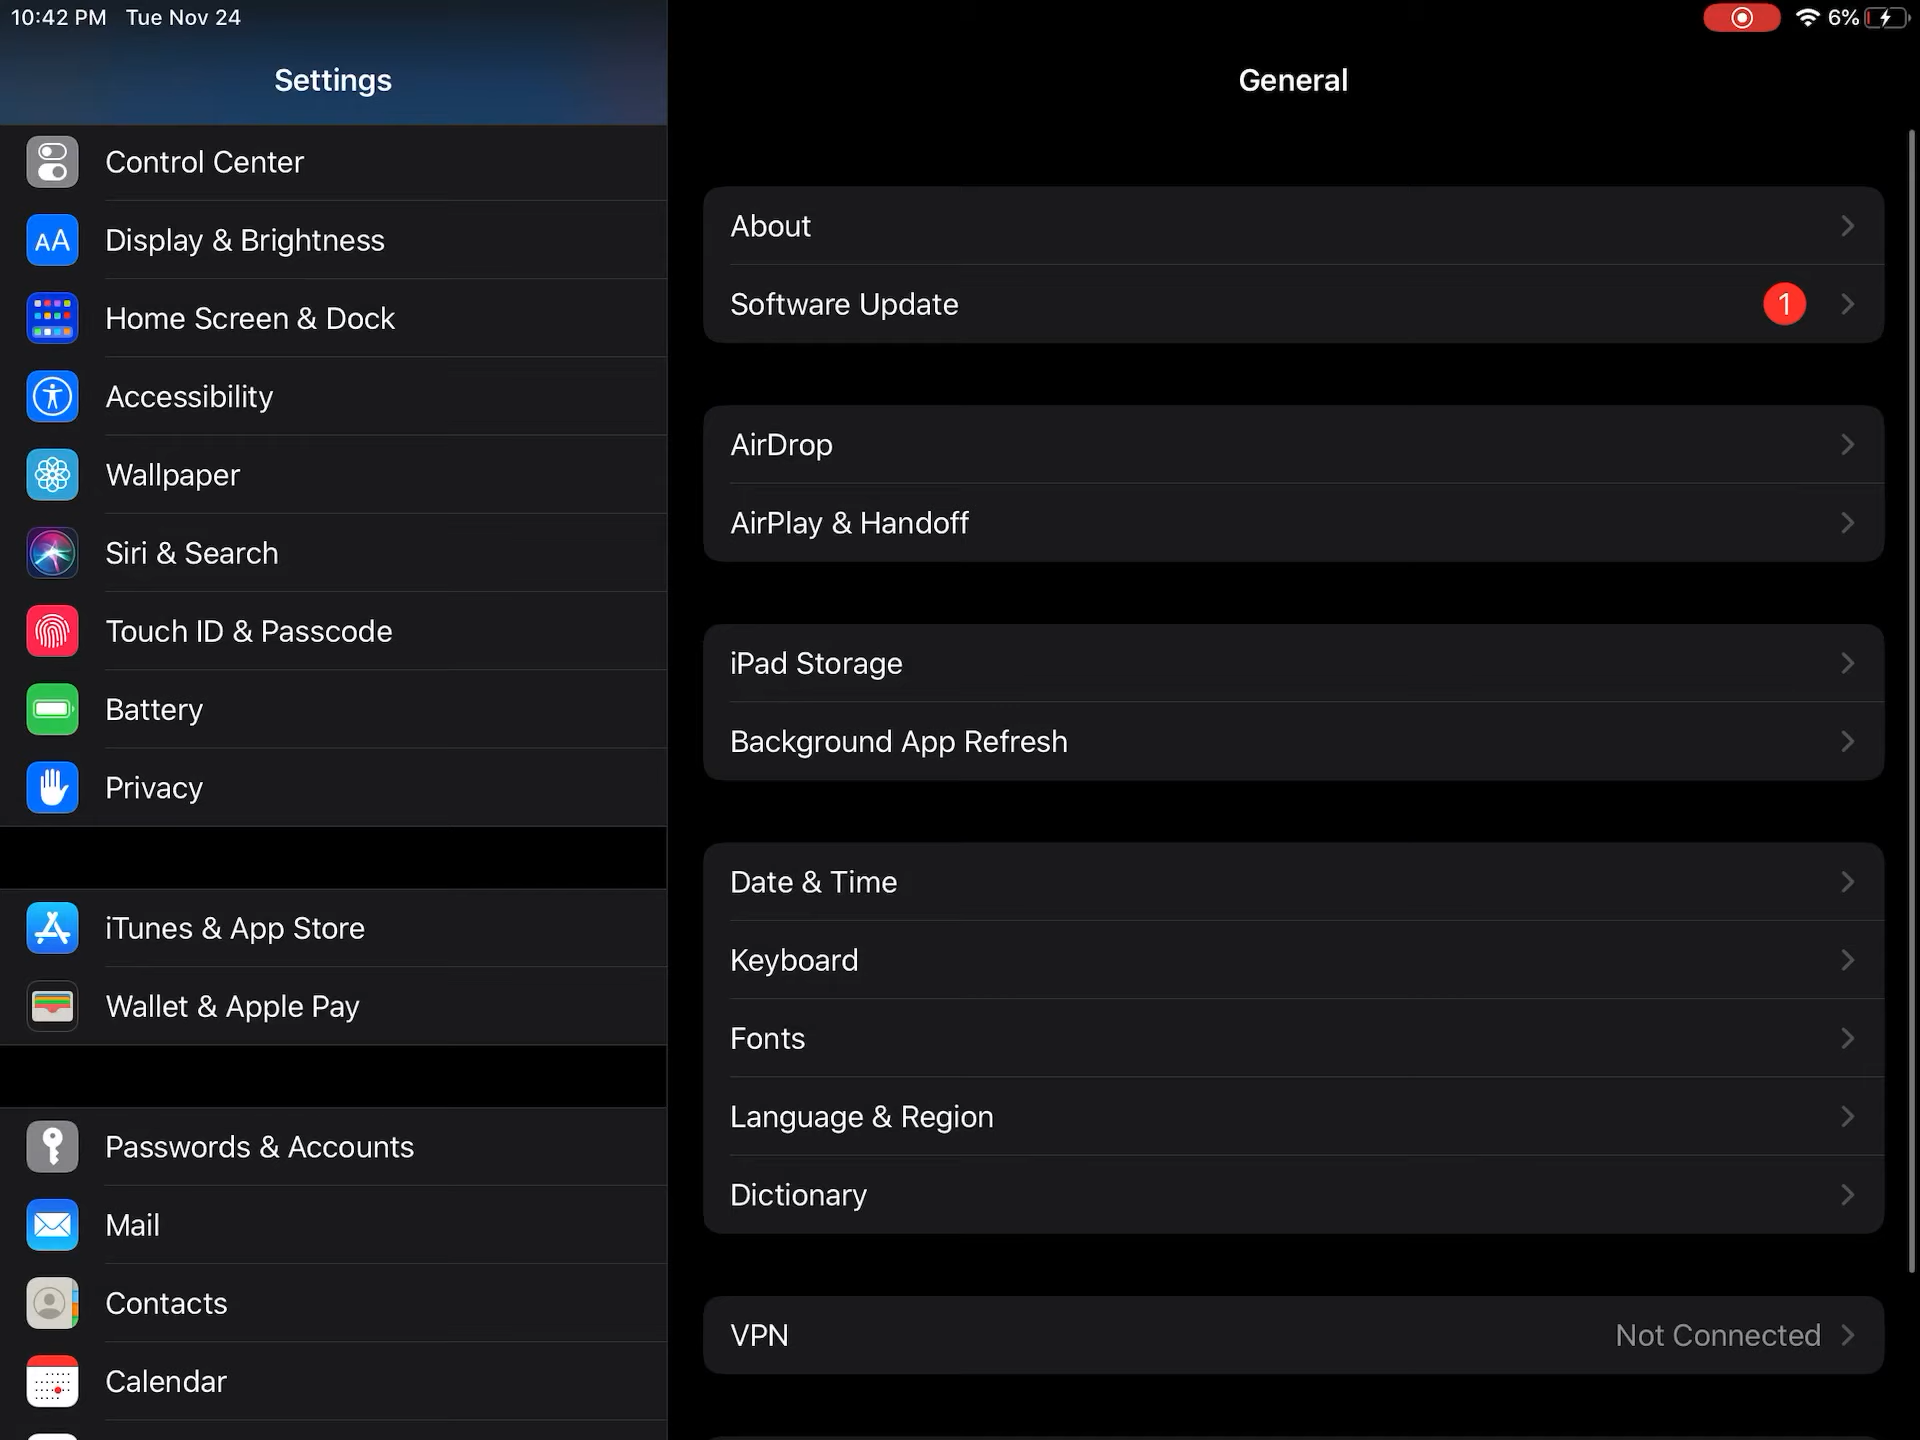 10:42 PM Tue Nov 24
6%
Settings
Control Center
AA Display & Brightness
Home Screen & Dock
Accessibility
Wallpaper
Siri & Search
Touch ID & Passcode
Battery
Privacy
iTunes & App Store
Wallet & Apple Pay
Passwords & Accounts
Mail
Contacts
Calendar
General
About
Software Update 1
AirDrop
AirPlay & Handoff
iPad Storage
Background App Refresh
Date & Time
Keyboard
Fonts
Language & Region
Dictionary
VPN Not Connected